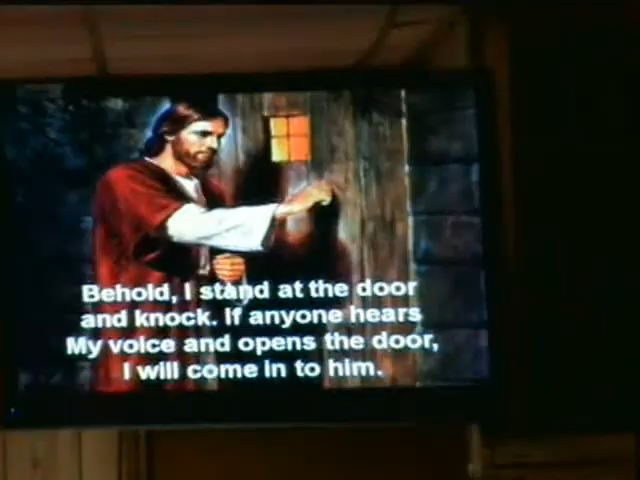 Behold, I stand at the door
and knock. If anyone hears
My voice and opens the door,
I will come in to him.